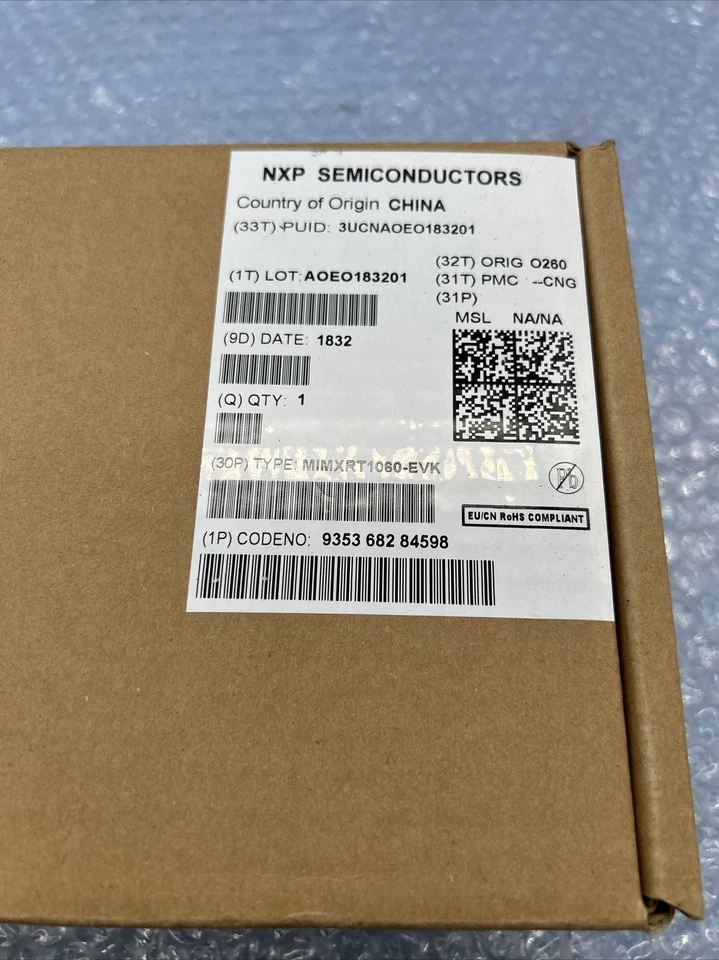 NXP SEMICONDUCTORS
Country of Origin CHINA
(33T) PUID: 3UCNAOEO183201
(32T) ORIG O260
(1T) LOT: AOEO183201
(31T) PMC --CNG
(31P)
MSL NA/NA
(9D) DATE: 1832
(Q) QTY: 1
(30P) TYPE: MIMXRT1060-EVK
Pb
EU/CN RoHS COMPLIANT
(1P) CODENO: 9353 682 84598